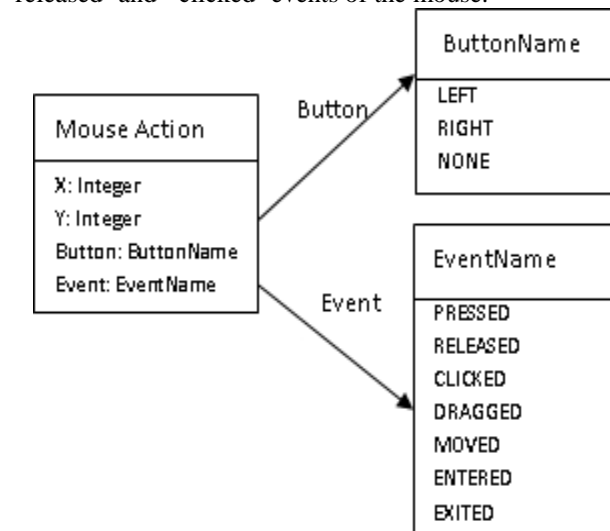 released" and "clicked" events of the mouse.
Mouse Action
X: Integer
Y: Integer
Button: ButtonName
Event: EventName
Button
ButtonName
LEFT
RIGHT
NONE
Event
EventName
PRESSED
RELEASED
CLICKED
DRAGGED
MOVED
ENTERED
EXITED